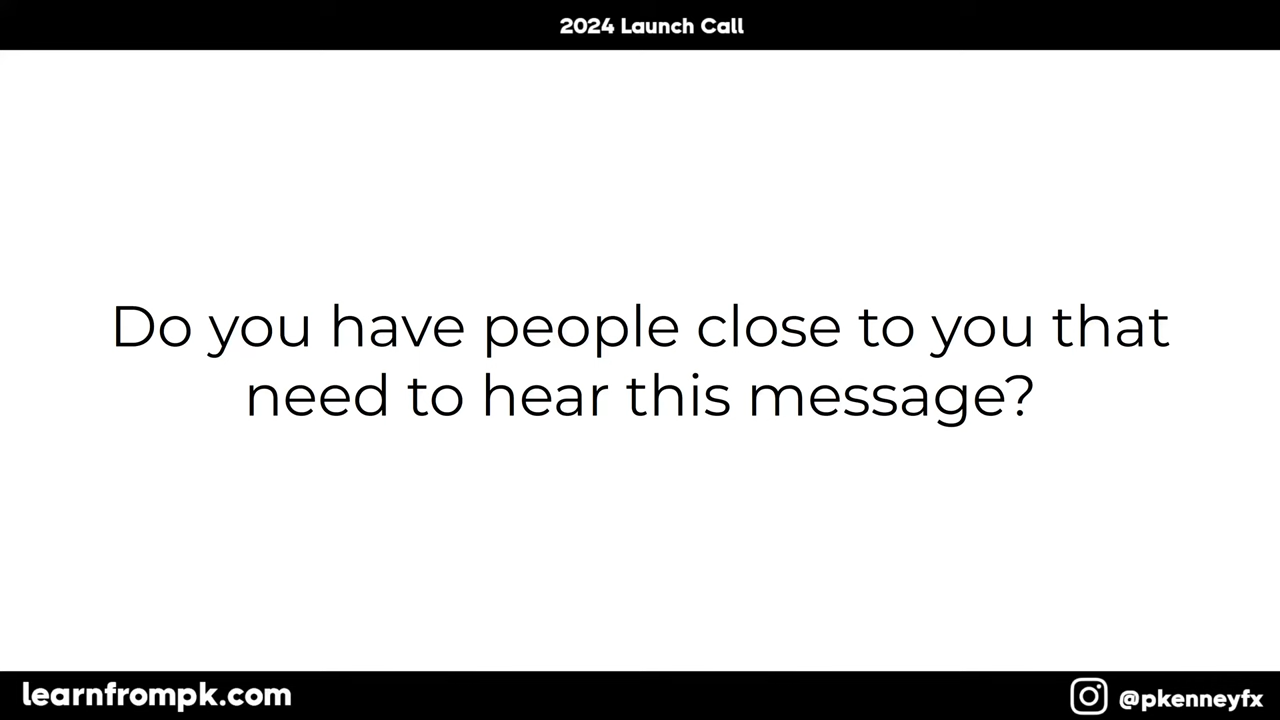 2024 Launch Call
Do you have people close to you that
need to hear this message?
learnfrompk.com
@pkenneyfx